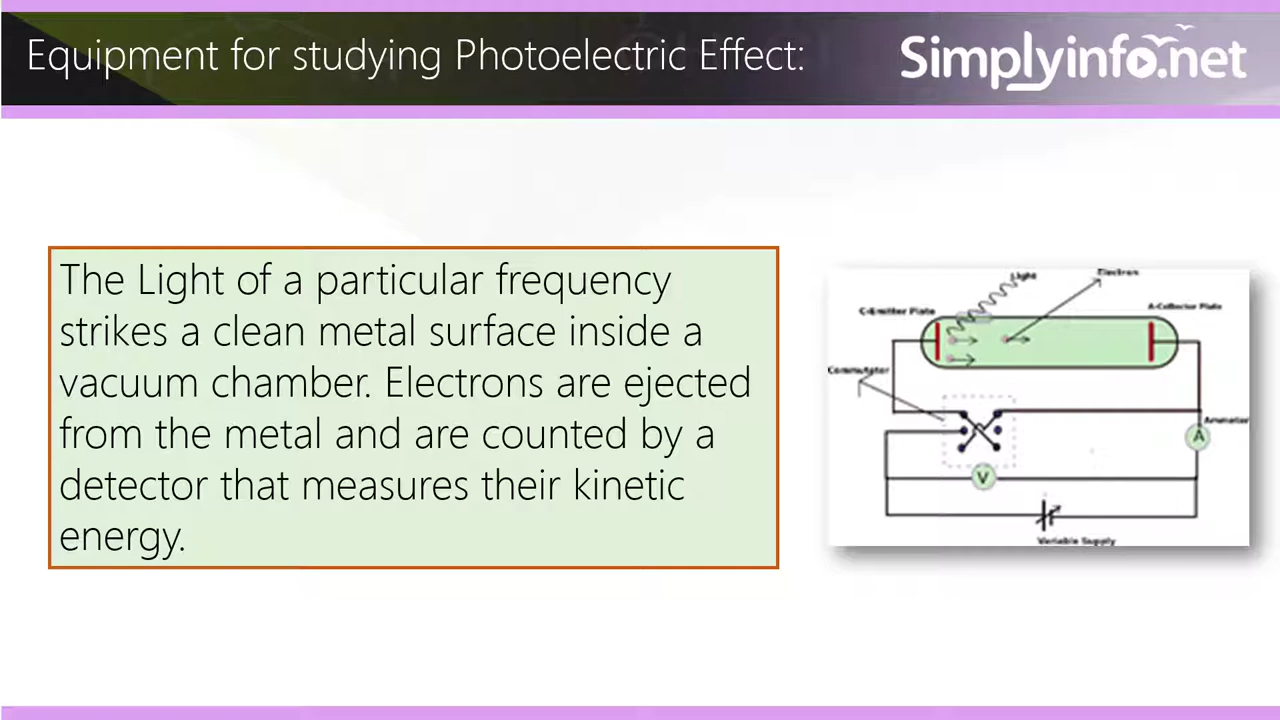 Equipment for studying Photoelectric Effect:
Simplyinfo.net
The Light of a particular frequency
strikes a clean metal surface inside a
vacuum chamber. Electrons are ejected
from the metal and are counted by a
detector that measures their kinetic
energy.
Light
Electron
C-Emitter Plate
A-Collector Plate
Commutator
Ammeter
A
V
Variable Supply